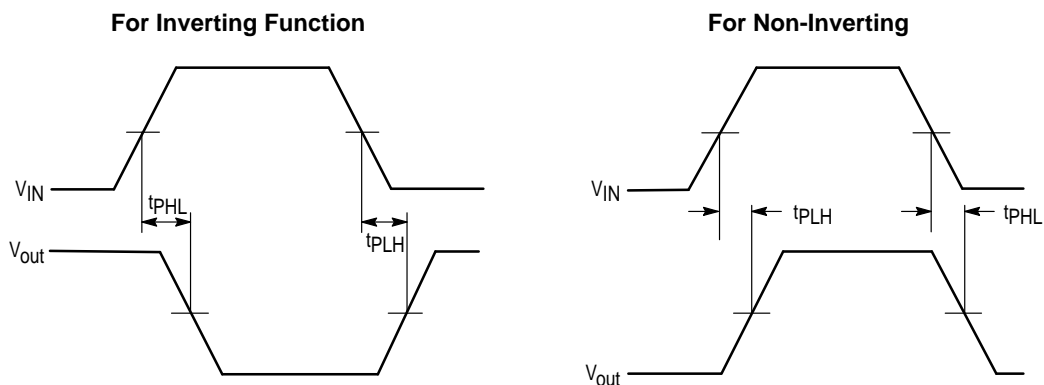 For Inverting Function
For Non-Inverting
VIN
tPHL
tPLH
Vout
VIN
tPLH
tPHL
Vout